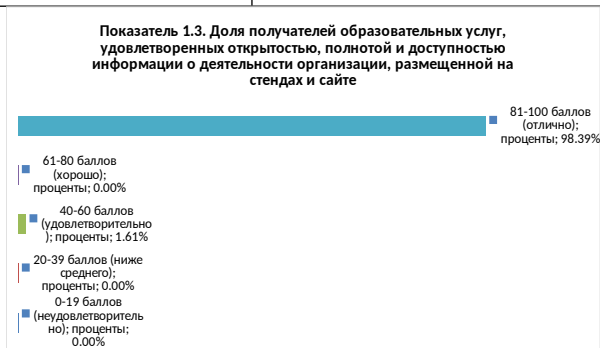 Показатель 1.3. Доля получателей образовательных услуг,
удовлетворенных открытостью, полнотой и доступностью
информации о деятельности организации, размещенной на
стендах и сайте
81-100 баллов
(отлично);
проценты; 98.39%
61-80 баллов
(хорошо);
проценты; 0.00%
40-60 баллов
(удовлетворительно
); проценты; 1.61%
20-39 баллов (ниже
среднего);
проценты; 0.00%
0-19 баллов
(неудовлетворитель
но); проценты;
0.00%